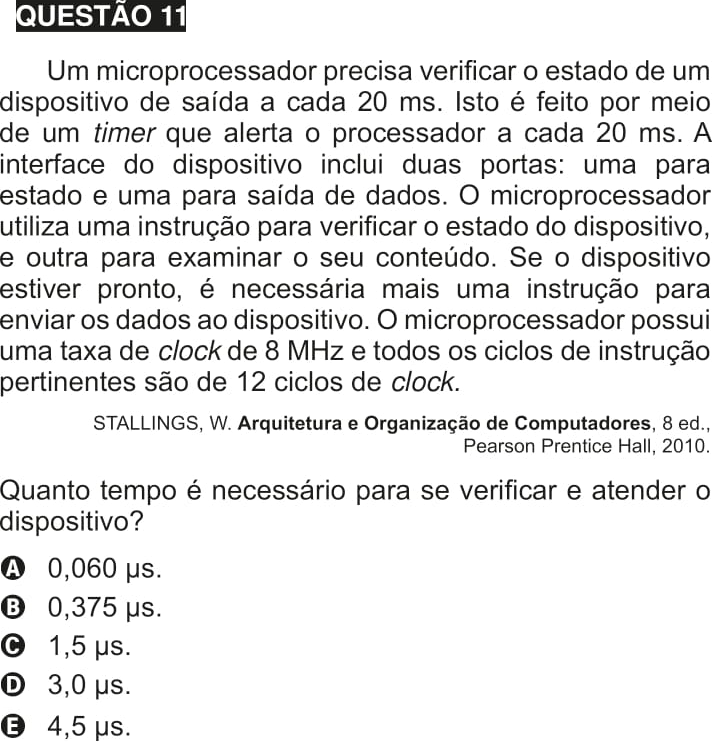 QUESTÃO 11
Um microprocessador precisa verificar o estado de um
dispositivo de saída a cada 20 ms. Isto é feito por meio
de um timer que alerta o processador a cada 20 ms. A
interface do dispositivo inclui duas portas: uma para
estado e uma para saída de dados. O microprocessador
utiliza uma instrução para verificar o estado do dispositivo,
e outra para examinar o seu conteúdo. Se o dispositivo
estiver pronto, é necessária mais uma instrução para
enviar os dados ao dispositivo. O microprocessador possui
uma taxa de clock de 8 MHz e todos os ciclos de instrução
pertinentes são de 12 ciclos de clock.
STALLINGS, W. Arquitetura e Organização de Computadores, 8 ed.,
Pearson Prentice Hall, 2010.
Quanto tempo é necessário para se verificar e atender o
dispositivo?
A 0,060 µs.
B 0,375 µs.
C 1,5 µs.
D 3,0 µs.
E 4,5 µs.